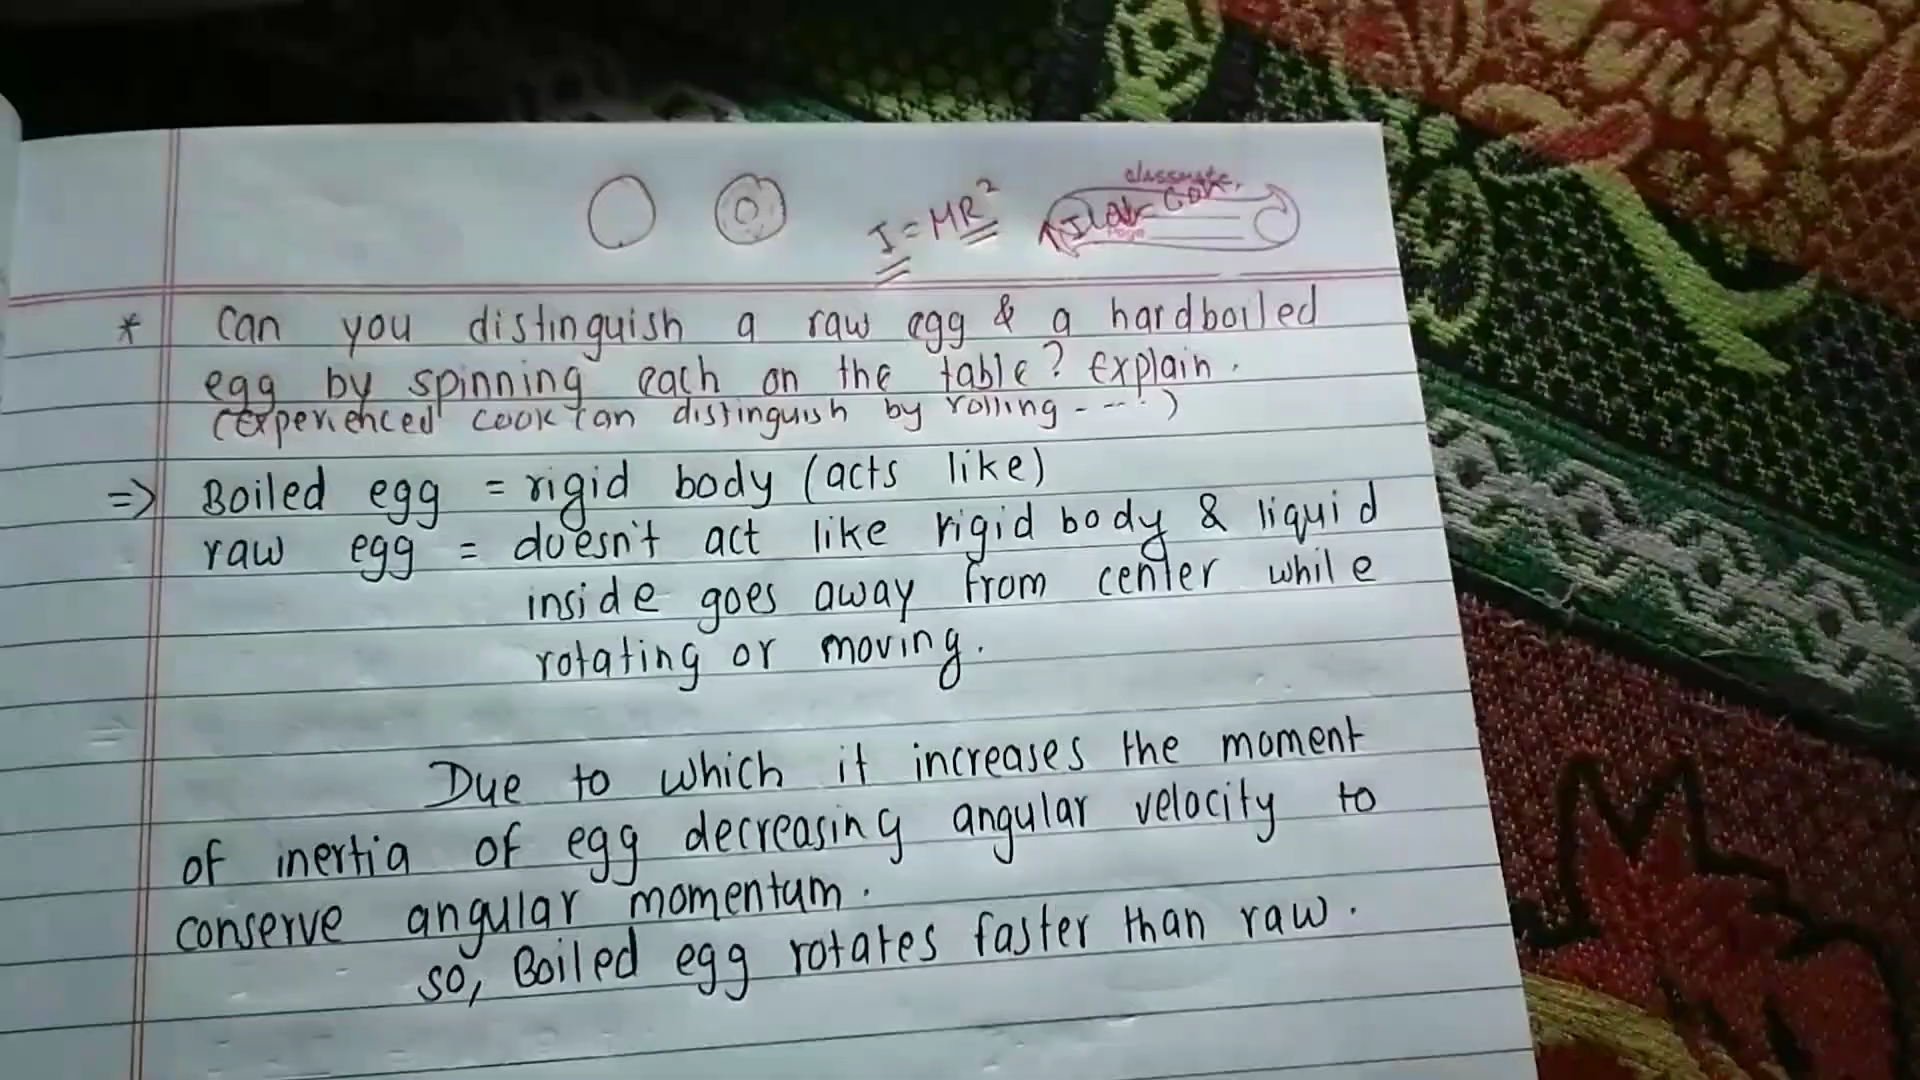 classmate
I = MR²
* Can you distinguish a raw egg & a hardboiled
egg by spinning each on the table? Explain.
(Experienced cook can distinguish by rolling - - - )
=> Boiled egg = rigid body (acts like)
raw egg = doesn't act like rigid body & liquid
inside goes away from center while
rotating or moving.
Due to which it increases the moment
of inertia of egg decreasing angular velocity to
conserve angular momentum.
so, Boiled egg rotates faster than raw.